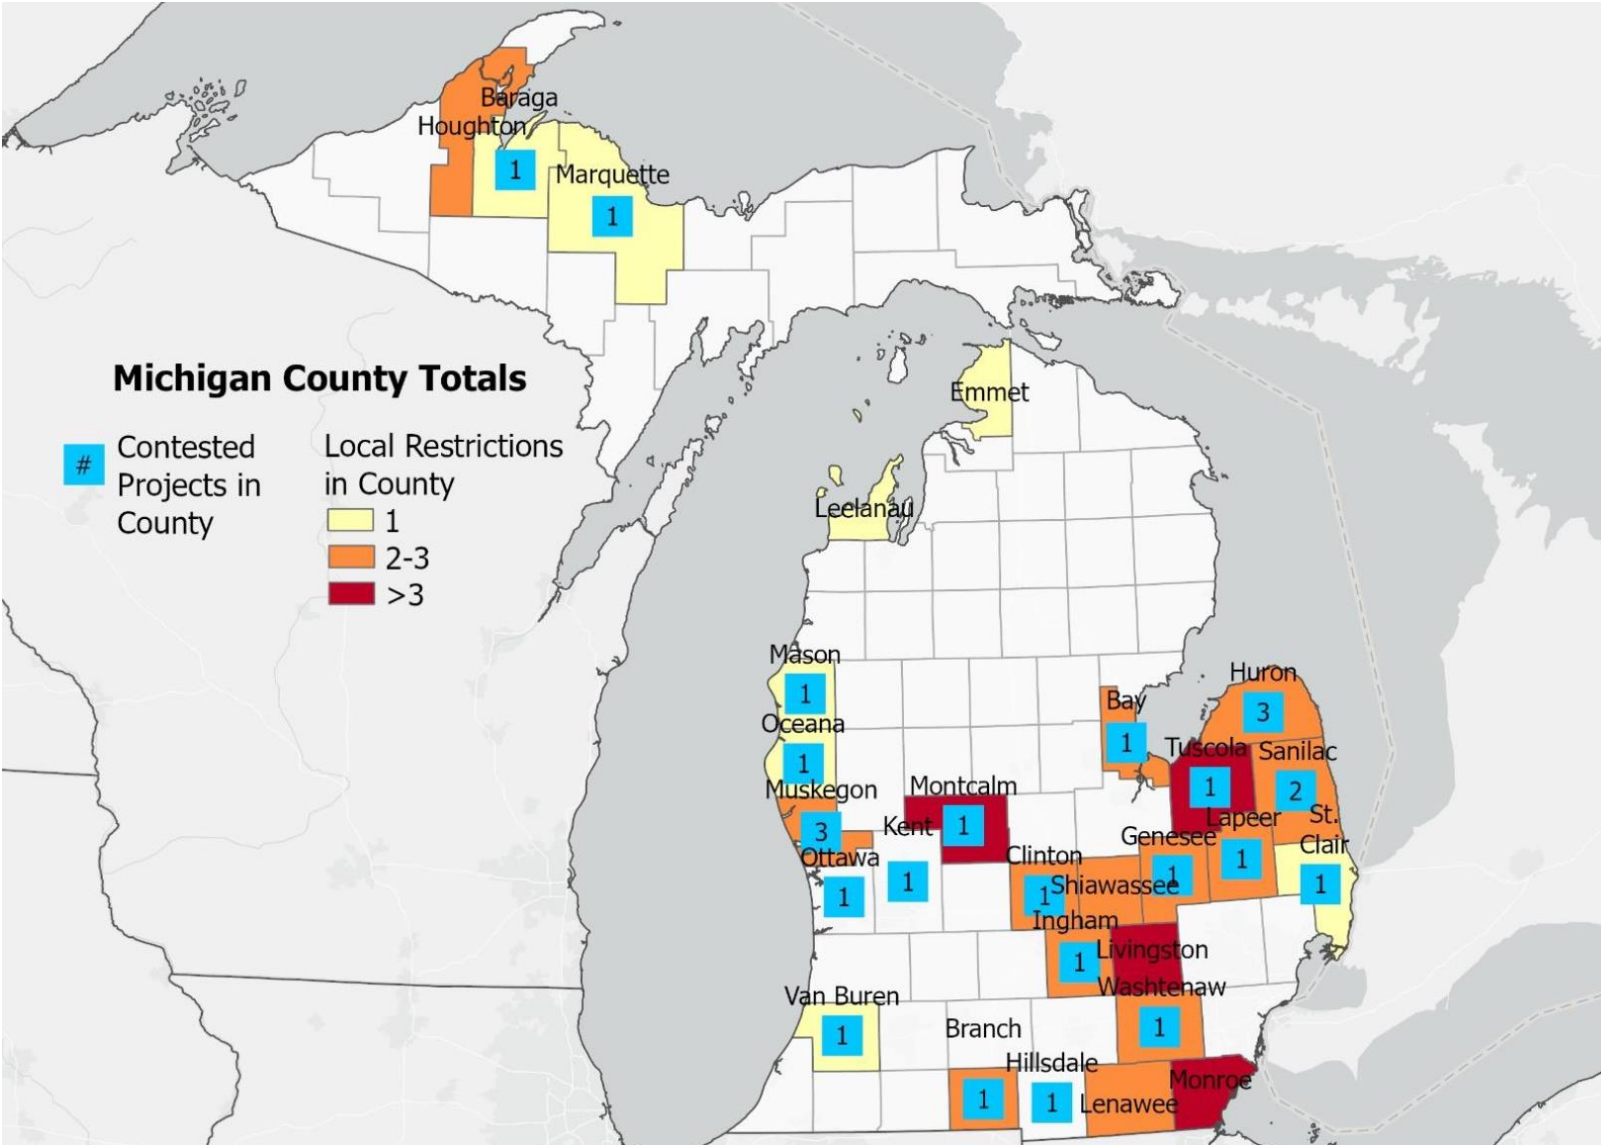 Baraga
Houghton
1
Marquette
1
Michigan County Totals
#
Contested
Projects in
County
Local Restrictions
in County
1
2-3
>3
Emmet
Leelanau
Mason
1
Oceana
1
Muskegon
3
Ottawa
1
Kent
1
Montcalm
1
Bay
1
Huron
3
Tuscola
1
Sanilac
2
Lapeer
1
St.
Clair
1
Genesee
1
Clinton
1
Shiawassee
Ingham
1
Livingston
Washtenaw
1
Van Buren
1
Branch
1
Hillsdale
1
Lenawee
Monroe